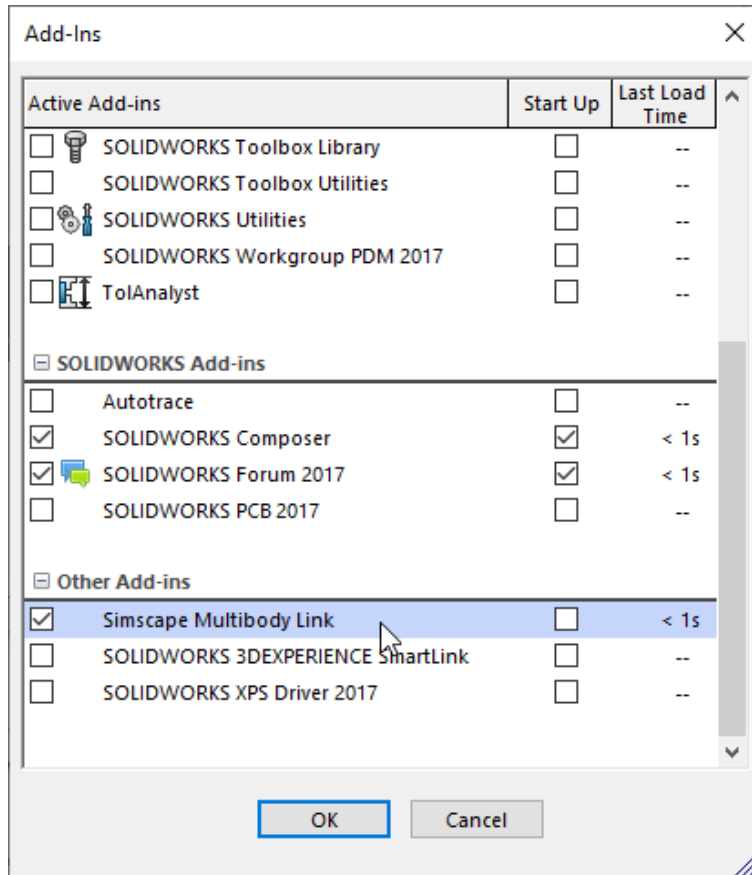 Add-Ins
Active Add-ins Start Up Last Load Time
SOLIDWORKS Toolbox Library --
SOLIDWORKS Toolbox Utilities --
SOLIDWORKS Utilities --
SOLIDWORKS Workgroup PDM 2017 --
TolAnalyst --
SOLIDWORKS Add-ins
Autotrace --
SOLIDWORKS Composer < 1s
SOLIDWORKS Forum 2017 < 1s
SOLIDWORKS PCB 2017 --
Other Add-ins
Simscape Multibody Link < 1s
SOLIDWORKS 3DEXPERIENCE SmartLink --
SOLIDWORKS XPS Driver 2017 --
OK Cancel